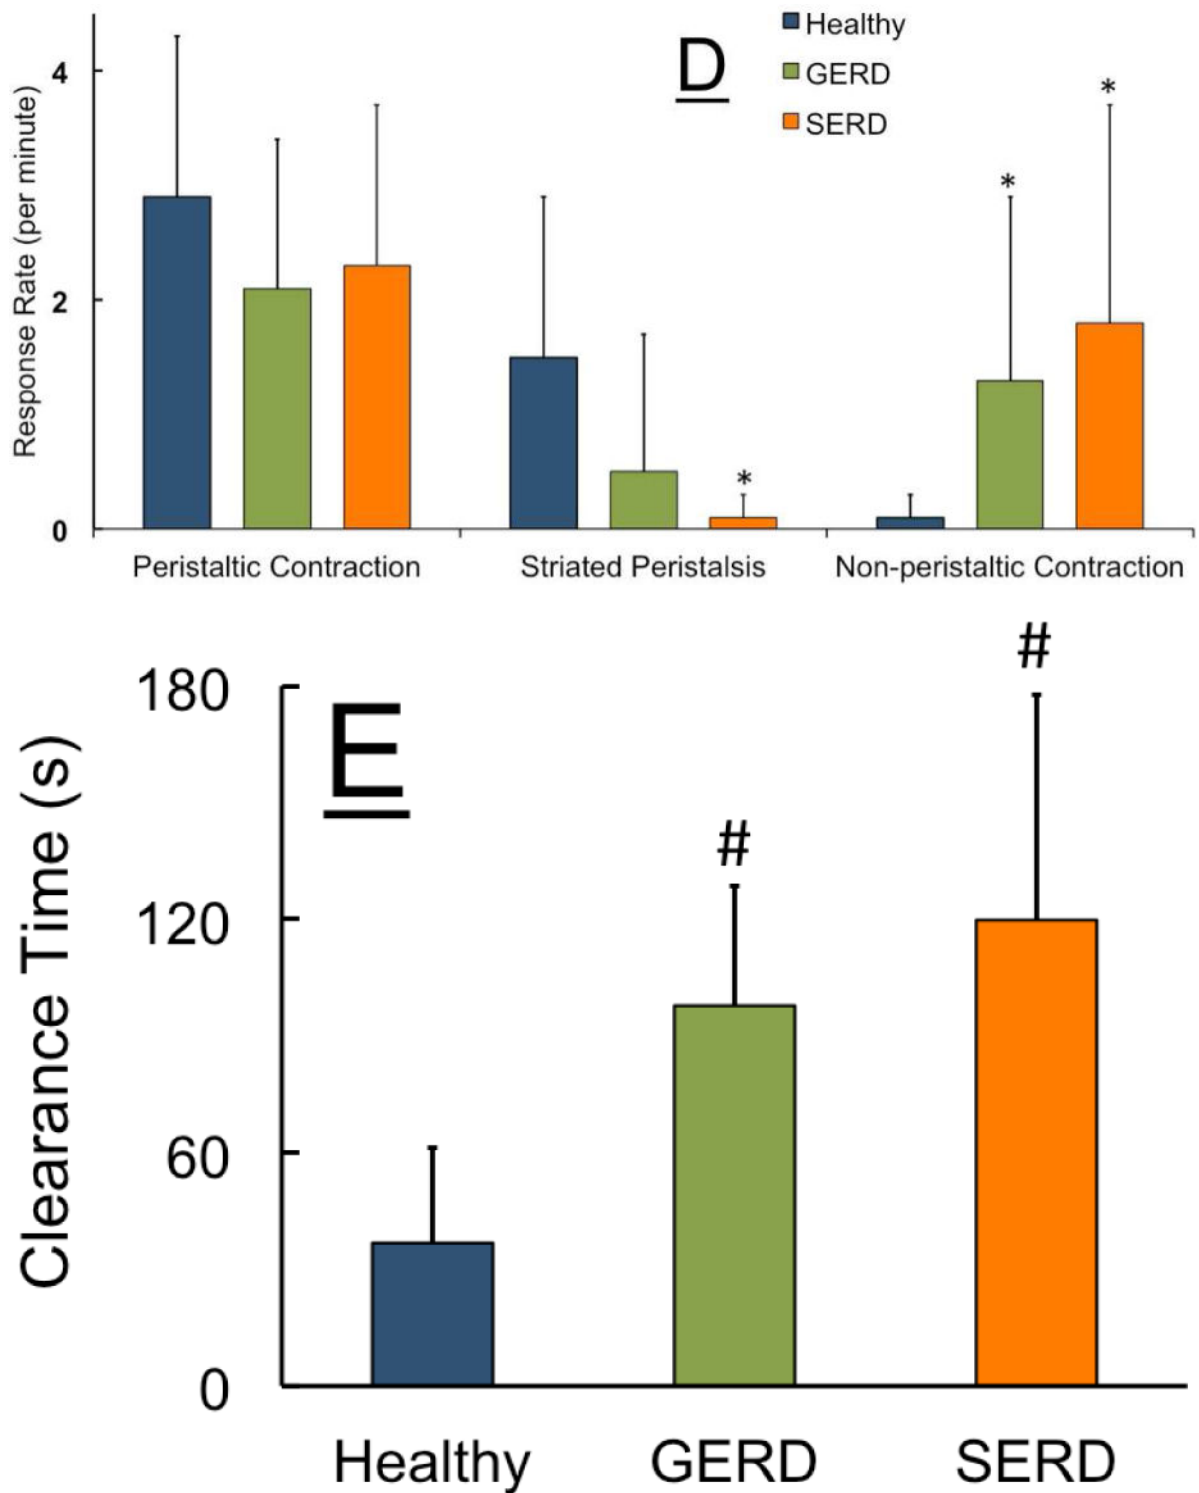 D
Healthy
GERD
SERD
Response Rate (per minute)
4
2
0
*
*
*
Peristaltic Contraction
Striated Peristalsis
Non-peristaltic Contraction
E
Clearance Time (s)
180
120
60
0
#
#
Healthy
GERD
SERD